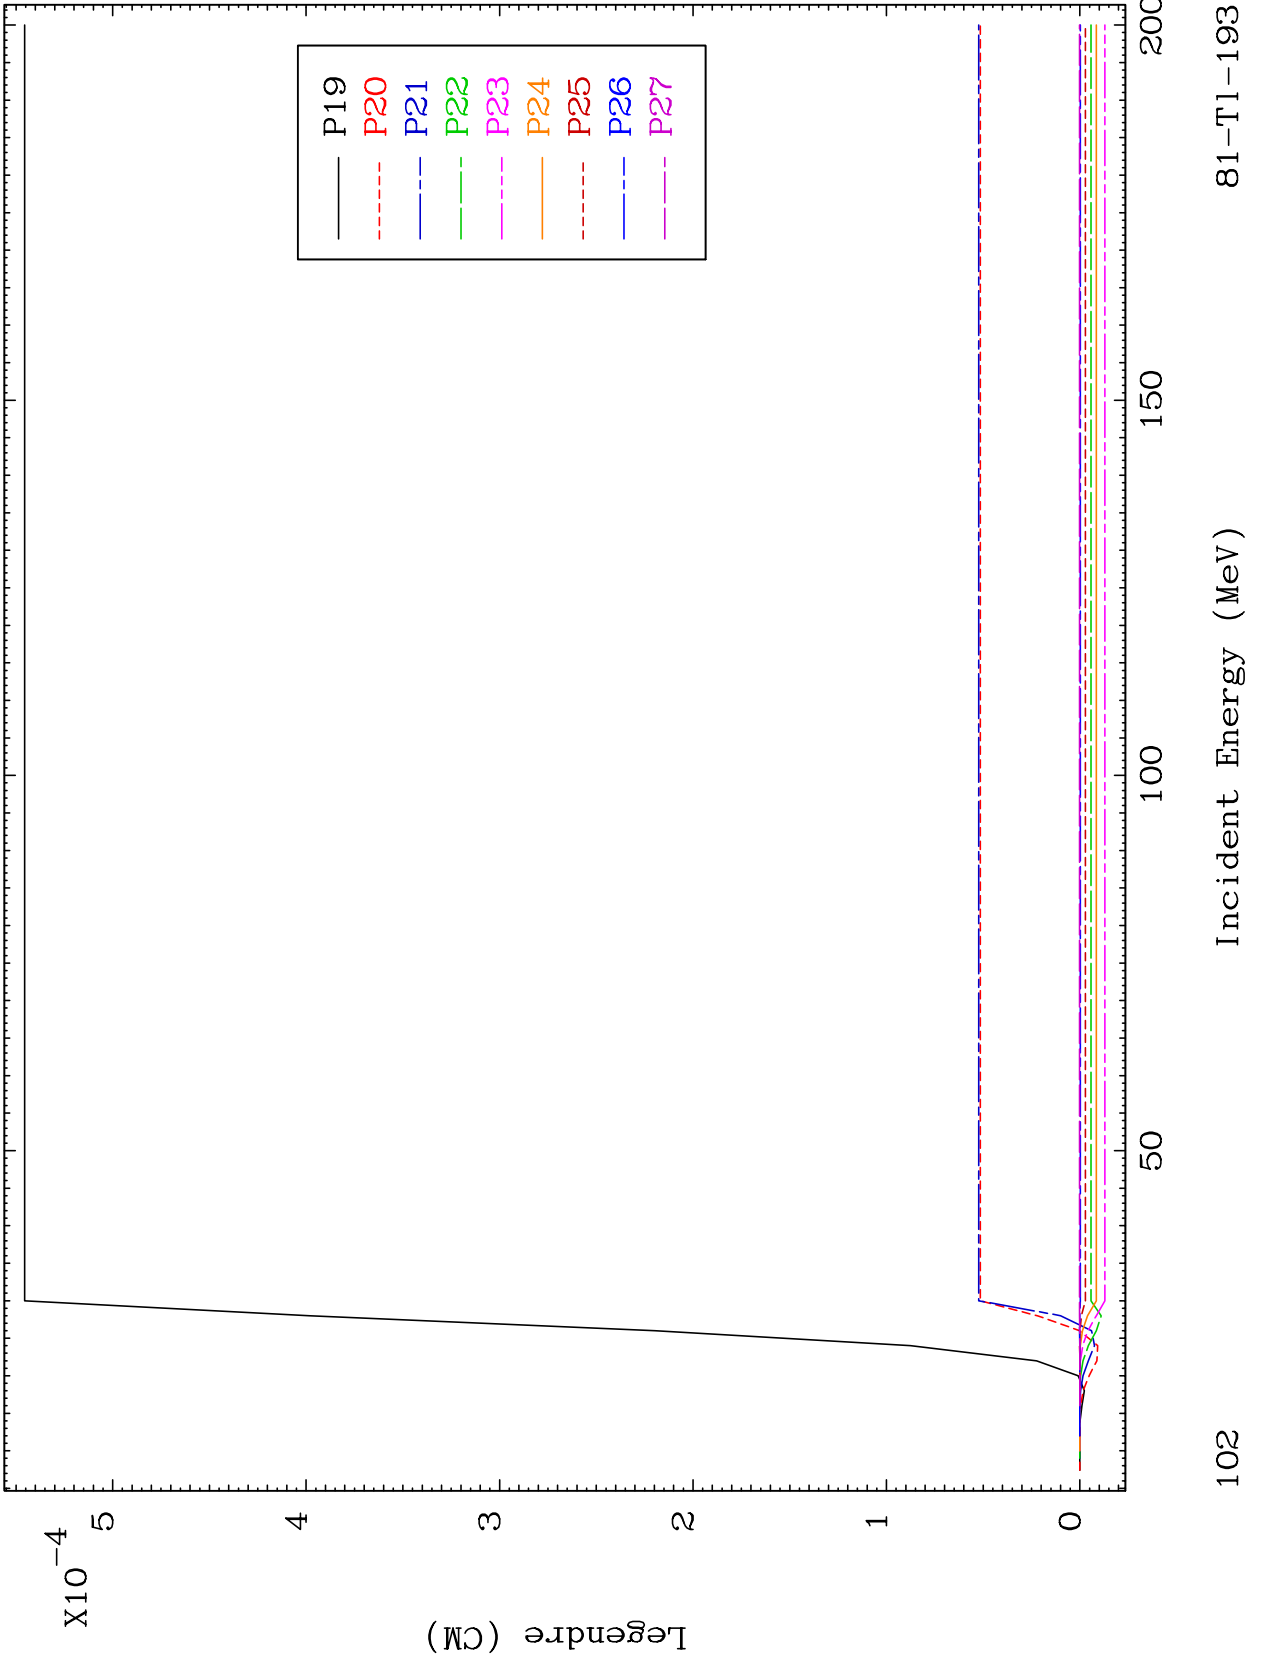 X10-4
5
4
3
2
1
0
Legendre (CM)
P19
P20
P21
P22
P23
P24
P25
P26
P27
50
100
150
200
Incident Energy (MeV)
102
81-Tl-193